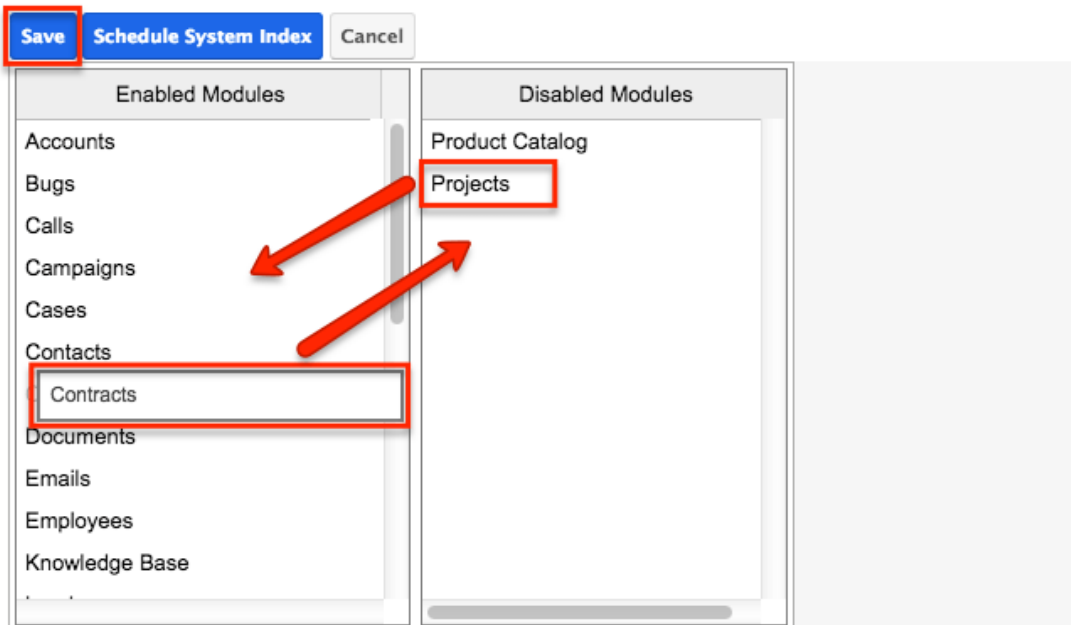 Save Schedule System Index Cancel
Enabled Modules Disabled Modules
Accounts Product Catalog
Bugs Projects
Calls
Campaigns
Cases
Contacts
Contracts
Documents
Emails
Employees
Knowledge Base